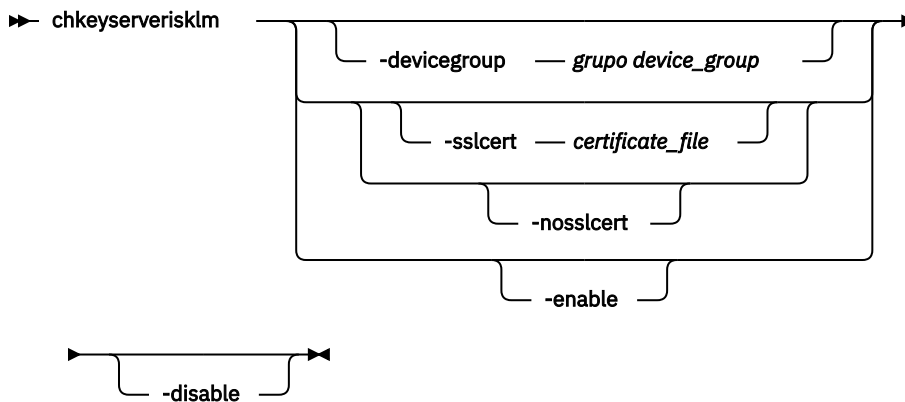 chkeyserverisklm
-devicegroup grupo device_group
-sslcert certificate_file
-nosslcert
-enable
-disable